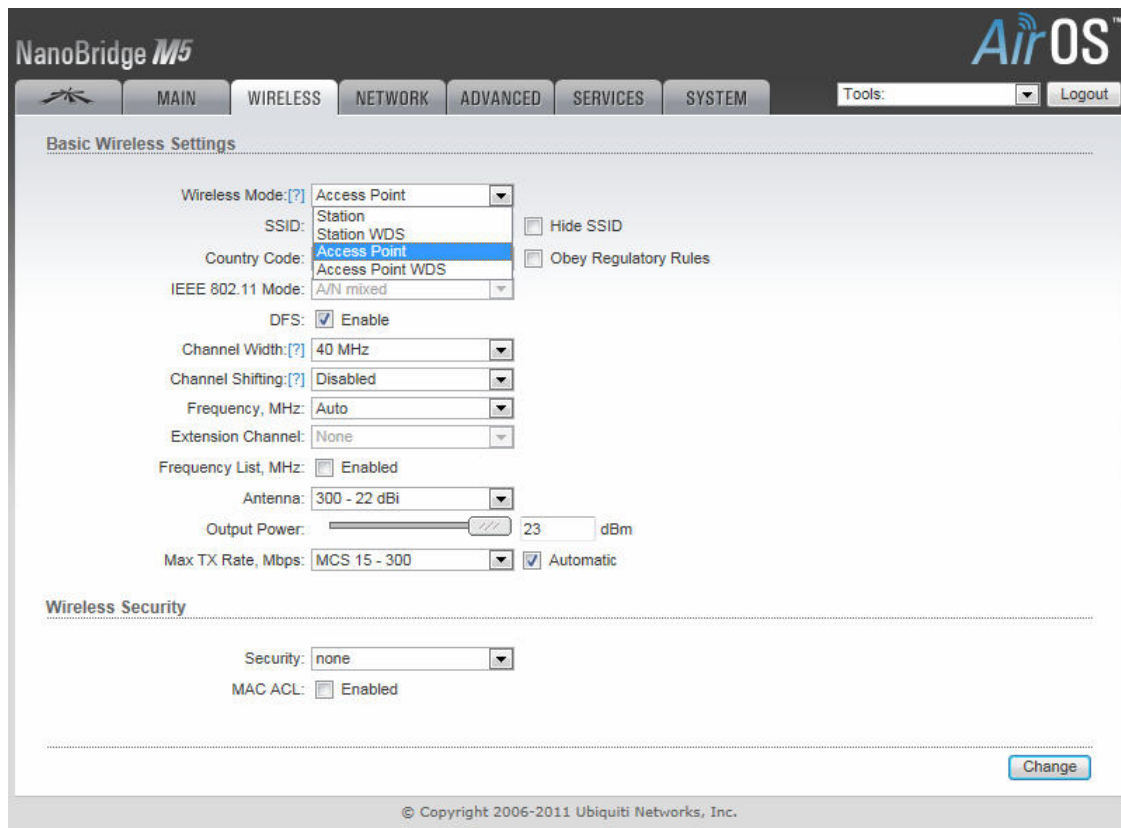 NanoBridge M5
AirOS™
MAIN
WIRELESS
NETWORK
ADVANCED
SERVICES
SYSTEM
Tools:
Logout
Basic Wireless Settings
Wireless Mode:[?] Access Point
Station
Station WDS
Access Point
Access Point WDS
SSID:
Hide SSID
Country Code:
Obey Regulatory Rules
IEEE 802.11 Mode: A/N mixed
DFS: Enable
Channel Width:[?] 40 MHz
Channel Shifting:[?] Disabled
Frequency, MHz: Auto
Extension Channel: None
Frequency List, MHz: Enabled
Antenna: 300 - 22 dBi
Output Power: 23 dBm
Max TX Rate, Mbps: MCS 15 - 300 Automatic
Wireless Security
Security: none
MAC ACL: Enabled
Change
© Copyright 2006-2011 Ubiquiti Networks, Inc.